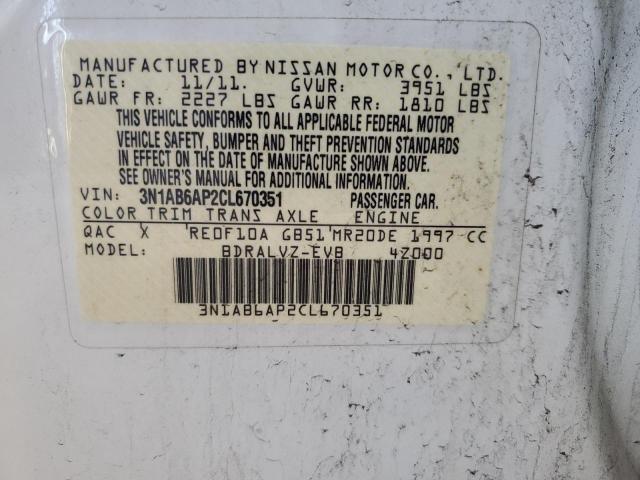 MANUFACTURED BY NISSAN MOTOR CO., LTD.
DATE: 11/11. GVWR: 3951 LBS
GAWR FR: 2227 LBS GAWR RR: 1810 LBS
THIS VEHICLE CONFORMS TO ALL APPLICABLE FEDERAL MOTOR
VEHICLE SAFETY, BUMPER AND THEFT PREVENTION STANDARDS
IN EFFECT ON THE DATE OF MANUFACTURE SHOWN ABOVE.
SEE OWNER'S MANUAL FOR ADDITIONAL INFORMATION.
VIN: 3N1AB6AP2CL670351 PASSENGER CAR.
COLOR TRIM TRANS AXLE ENGINE
QAC X RE0F10A GB51 MR20DE 1997 CC
MODEL: BDRALVZ-EVB 4Z000
3N1AB6AP2CL670351